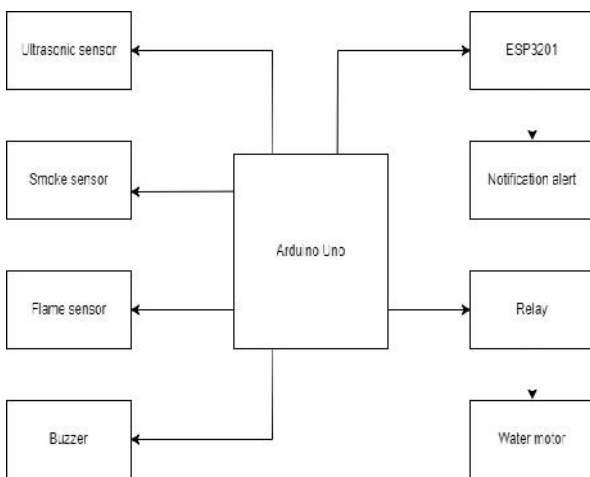 Ultrasonic sensor
ESP3201
Smoke sensor
Notification alert
Arduino Uno
Flame sensor
Relay
Buzzer
Water motor